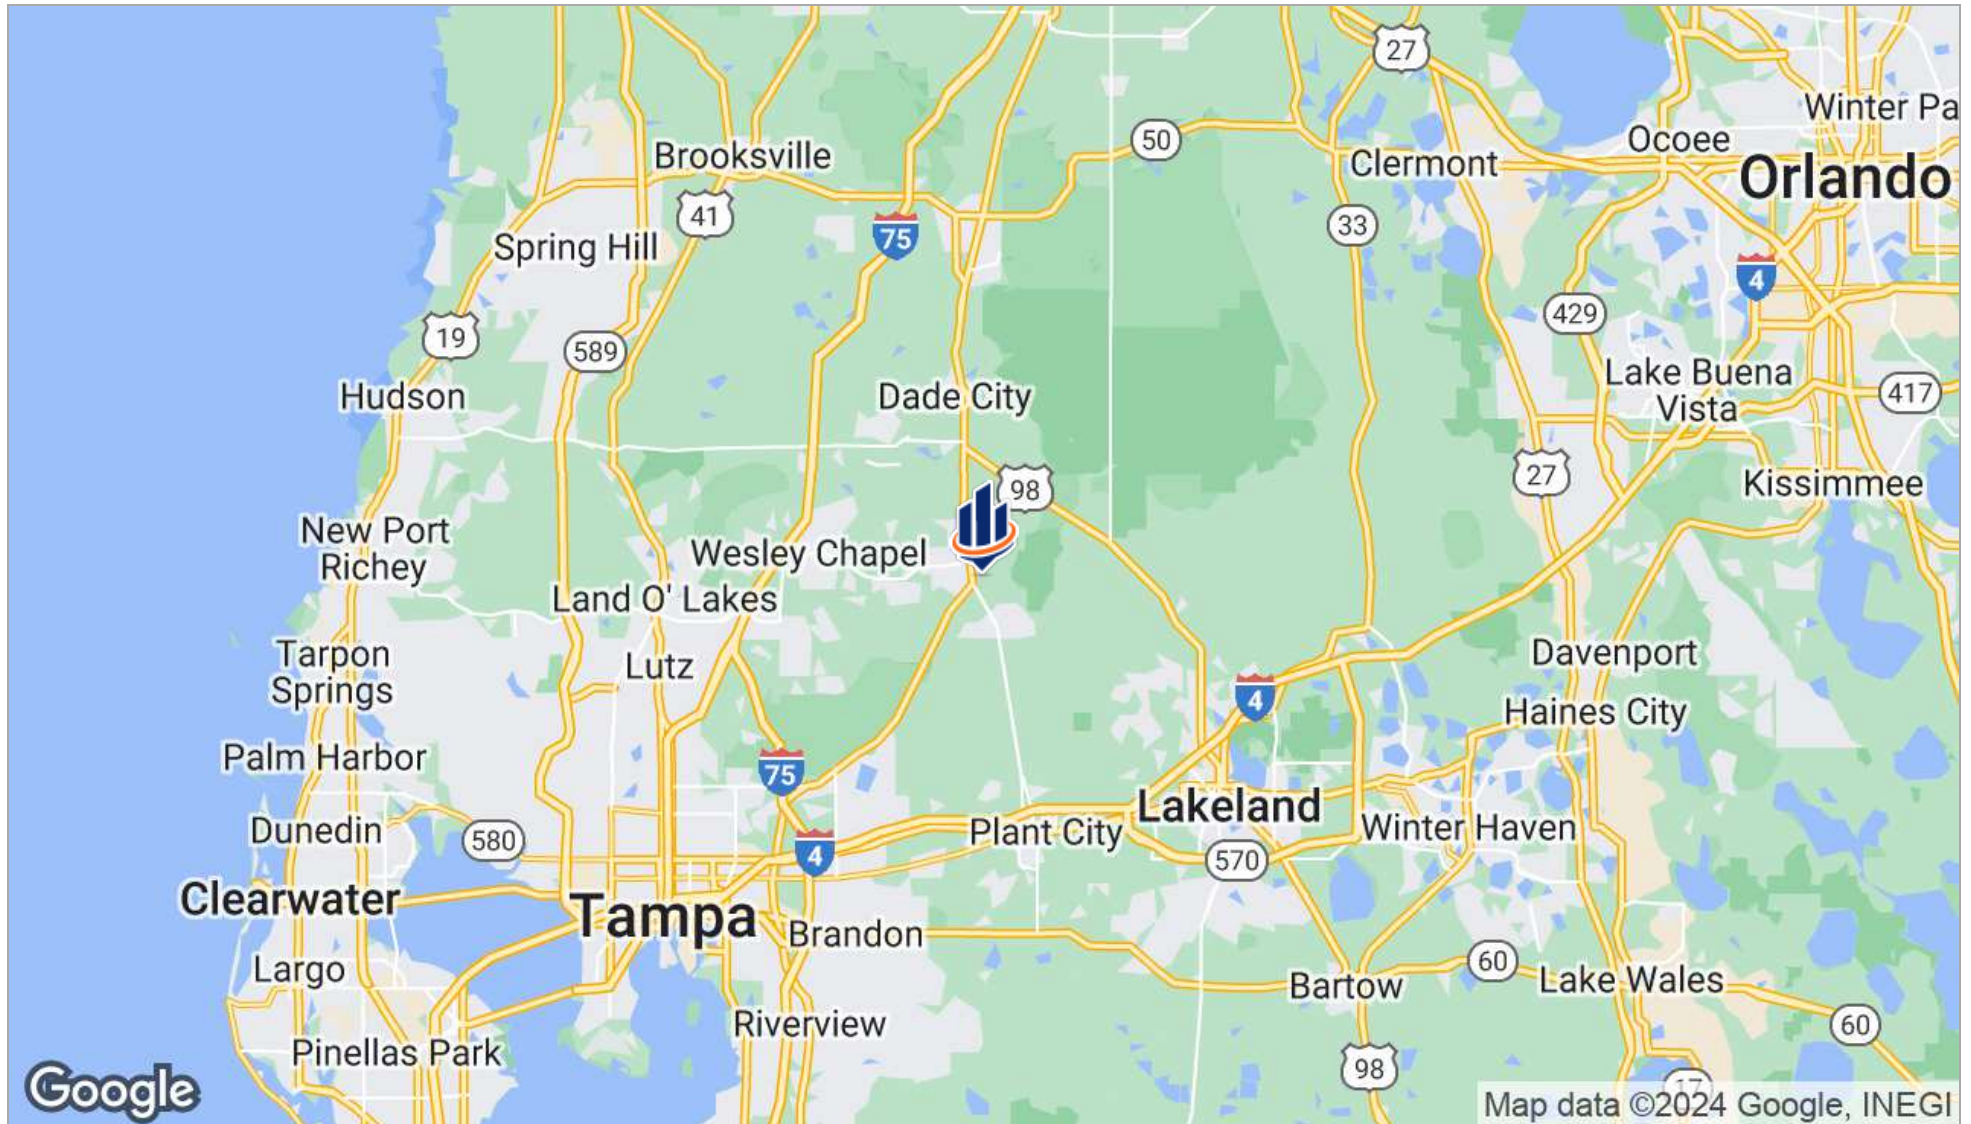 27
Winter Pa
50
Ocoee
Brooksville
Clermont
Orlando
41
33
75
Spring Hill
4
429
19
589
Lake Buena
Vista
Hudson
Dade City
417
27
98
Kissimmee
New Port
Richey
Wesley Chapel
Land O' Lakes
Tarpon
Springs
Lutz
Davenport
4
Haines City
Palm Harbor
75
Lakeland
Dunedin
580
Plant City
Winter Haven
4
570
Clearwater
Tampa
Brandon
Largo
60
Bartow
Lake Wales
Riverview
60
Pinellas Park
98
17
Google
Map data ©2024 Google, INEGI